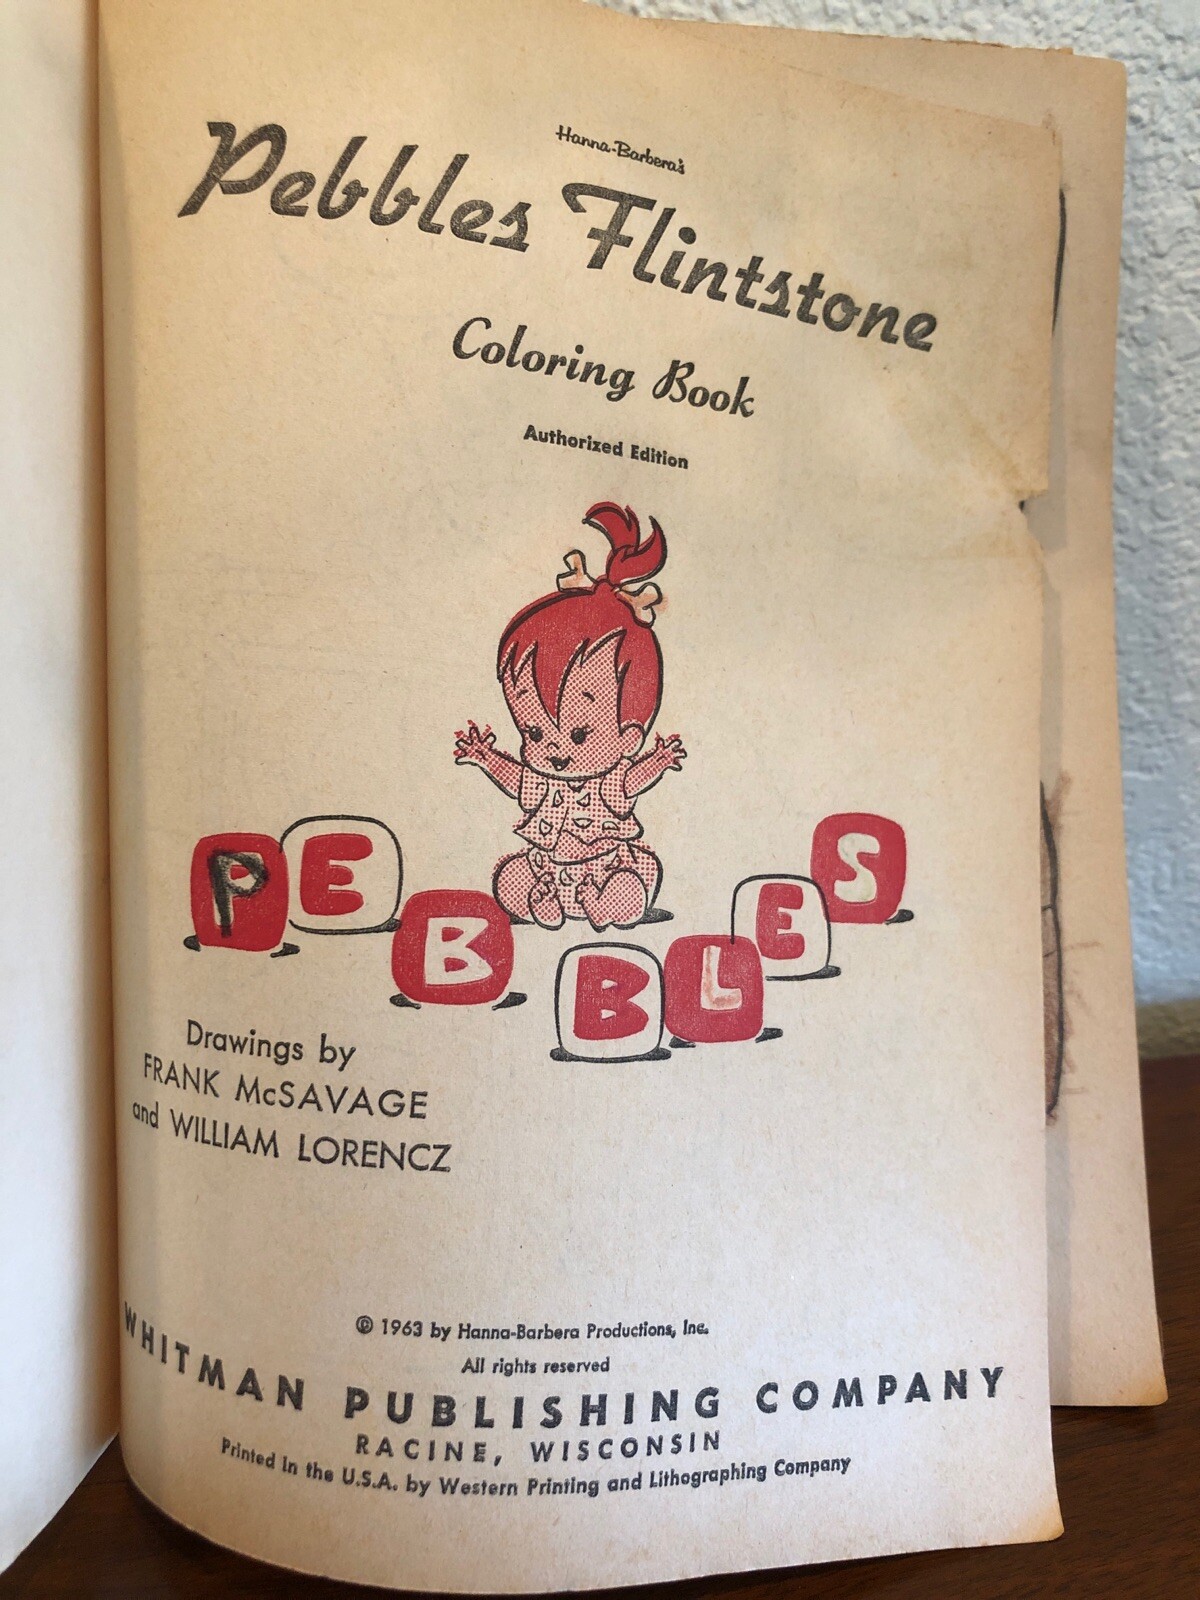 Hanna-Barbera's
Pebbles Flintstone
Coloring Book
Authorized Edition
PEBBLES
Drawings by
FRANK McSAVAGE
and WILLIAM LORENCZ
© 1963 by Hanna-Barbera Productions, Inc.
All rights reserved
WHITMAN PUBLISHING COMPANY
RACINE, WISCONSIN
Printed in the U.S.A. by Western Printing and Lithographing Company